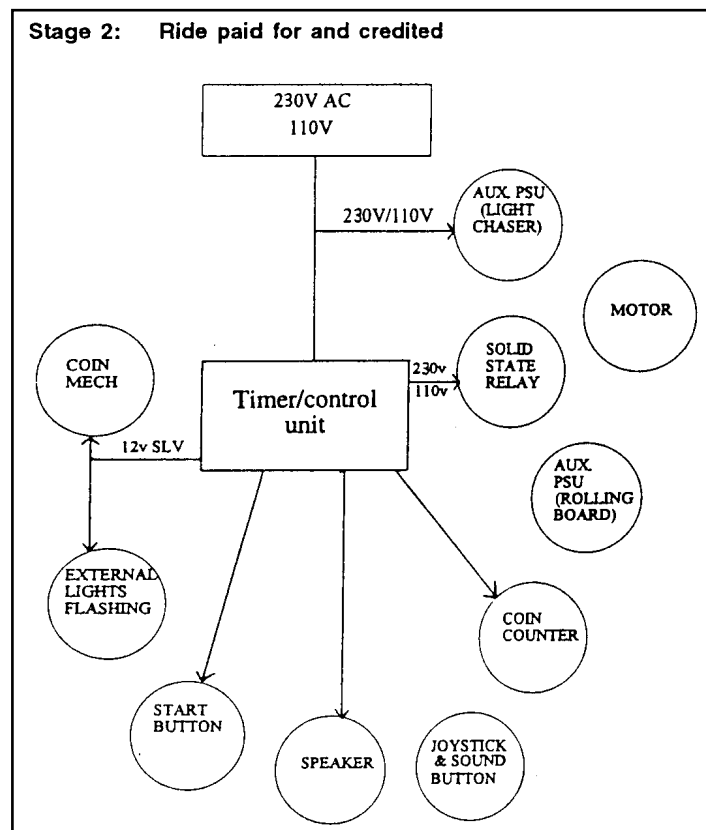 Stage 2: Ride paid for and credited
230V AC
110V
230V/110V
AUX. PSU
(LIGHT
CHASER)
MOTOR
COIN
MECH
Timer/control
unit
230v
110v
SOLID
STATE
RELAY
12v SLV
AUX.
PSU
(ROLLING
BOARD)
EXTERNAL
LIGHTS
FLASHING
COIN
COUNTER
START
BUTTON
SPEAKER
JOYSTICK
& SOUND
BUTTON